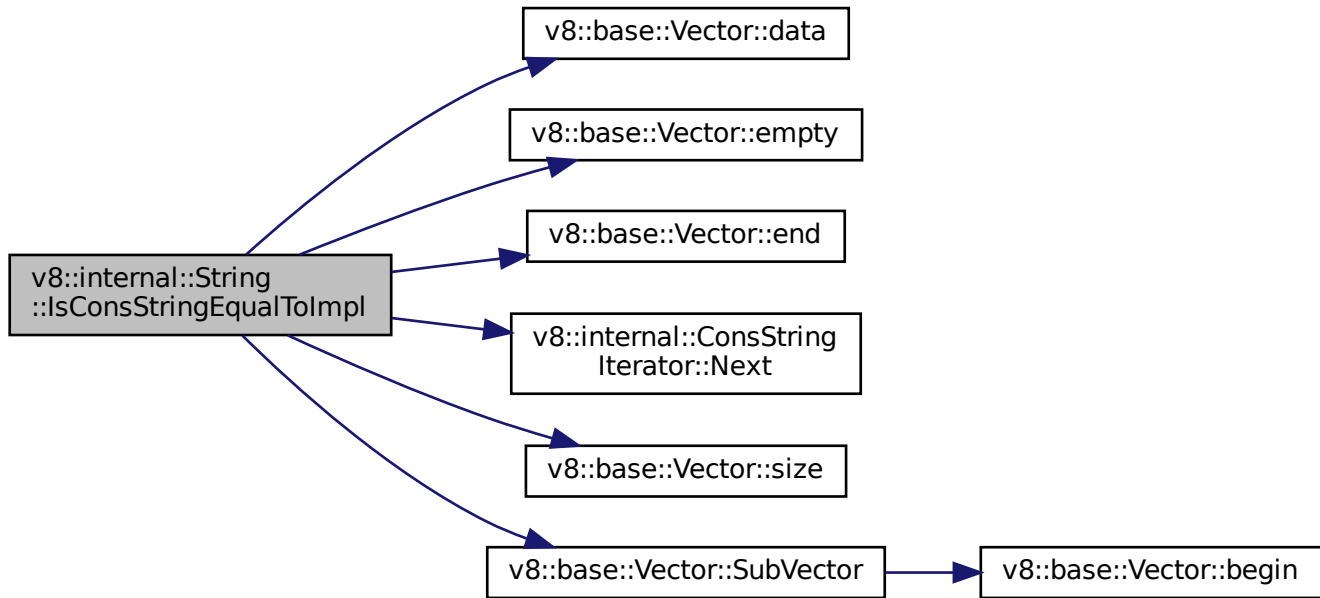 v8::base::Vector::data
v8::base::Vector::empty
v8::base::Vector::end
v8::internal::String
::IsConsStringEqualToImpl
v8::internal::ConsString
Iterator::Next
v8::base::Vector::size
v8::base::Vector::SubVector
v8::base::Vector::begin